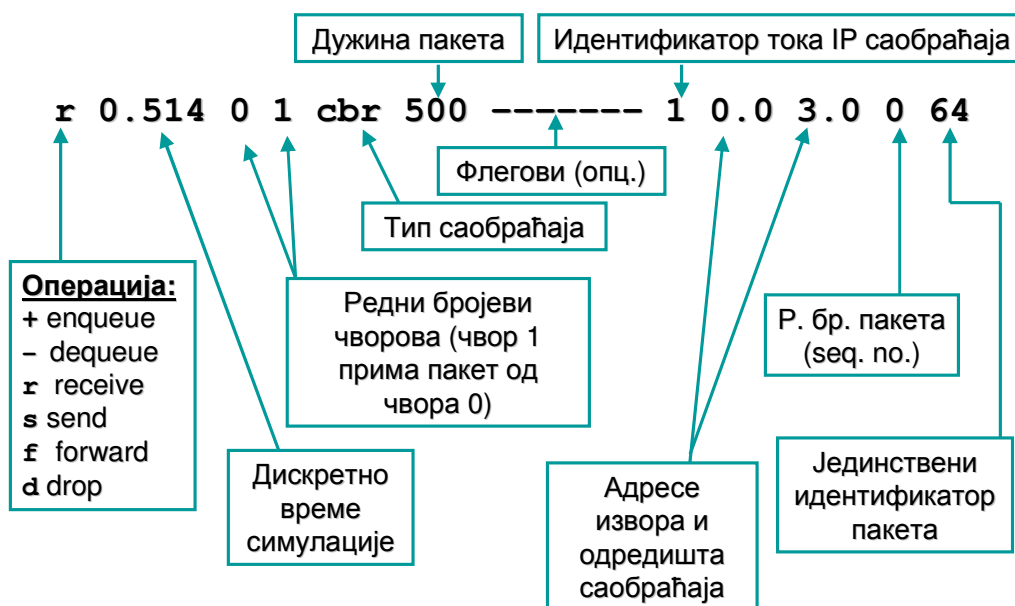 Дужина пакета
Идентификатор тока IP саобраћаја
r 0.514 0 1 cbr 500 ------- 1 0.0 3.0 0 64
Флегови (опц.)
Тип саобраћаја
Операција:
+ enqueue
– dequeue
r receive
s send
f forward
d drop
Редни бројеви
чворова (чвор 1
прима пакет од
чвора 0)
Р. бр. пакета
(seq. no.)
Дискретно
време
симулације
Адресе
извора и
одредишта
саобраћаја
Јединствени
идентификатор
пакета